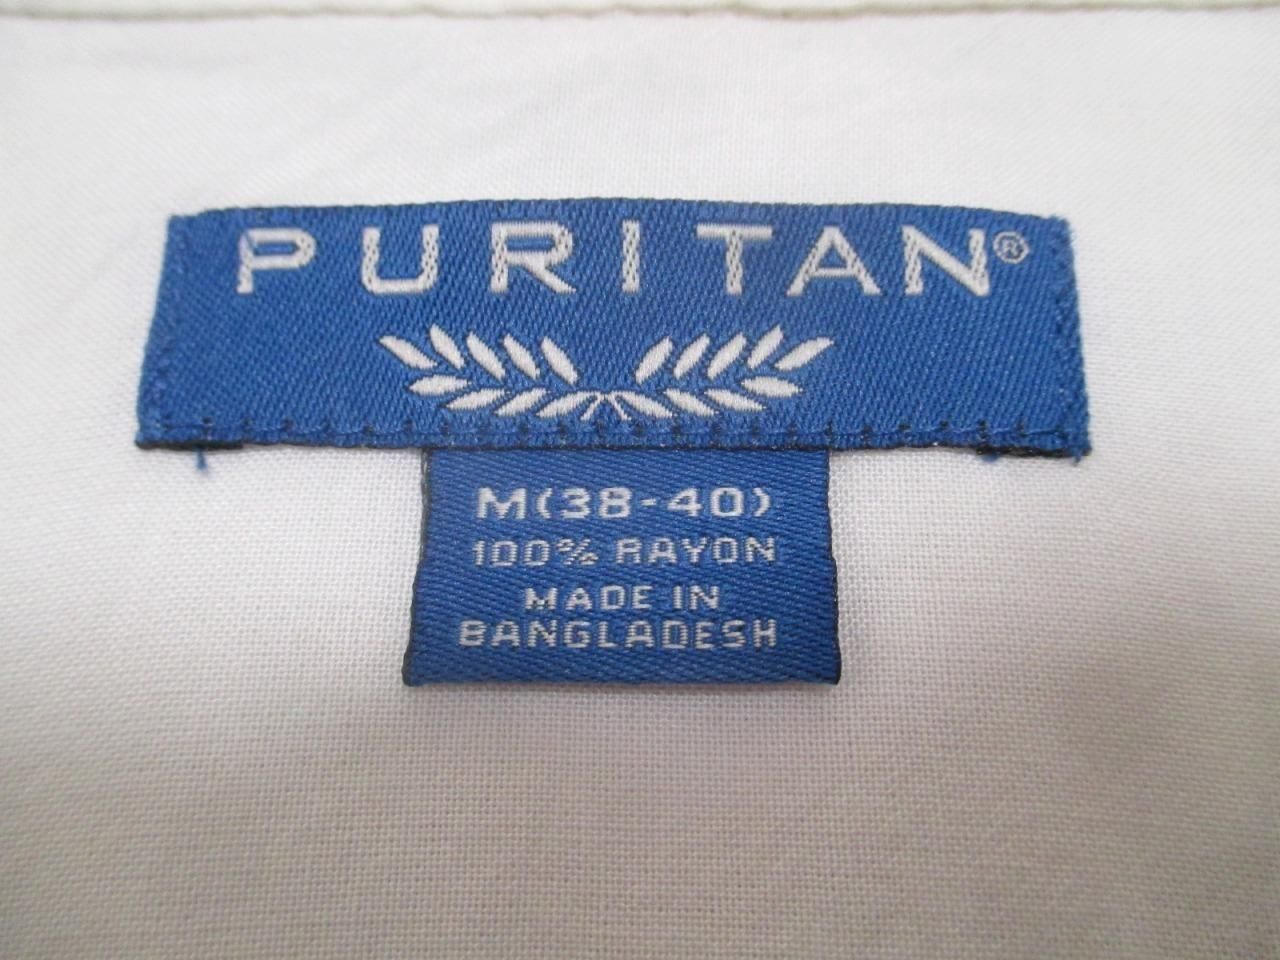 PURITAN®
M(38-40)
100% RAYON
MADE IN
BANGLADESH